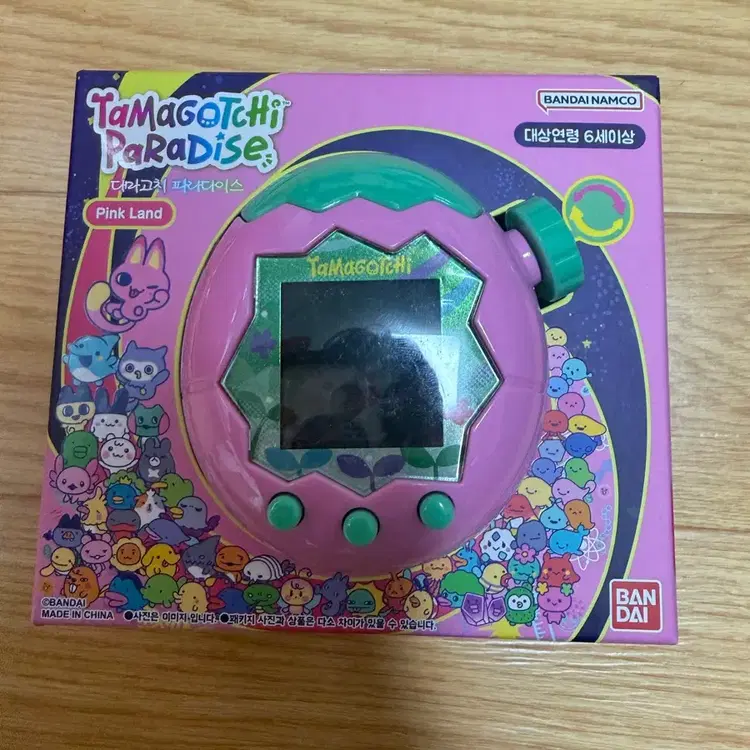 TAMAGOTCHI™
PARADISE
다마고치 파라다이스
Pink Land
BANDAI NAMCO
대상연령 6세이상
TAMAGOTCHI
©BANDAI
MADE IN CHINA
●사진은 이미지 입니다. ●패키지 사진과 상품은 다소 차이가 있을 수 있습니다.
BAN
DAI